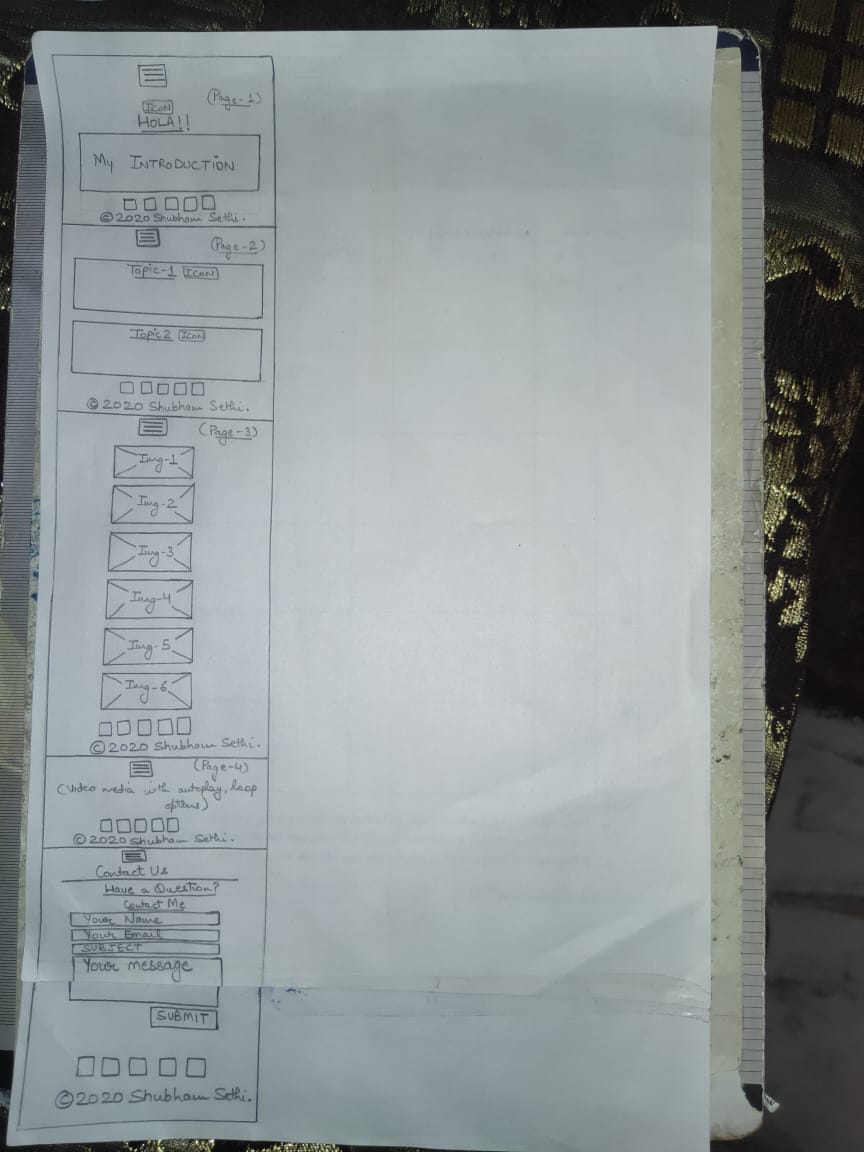 (Page-1)
ICON
HOLA!!
My INTRODUCTION
©2020 Shubham Sethi.
(Page-2)
Topic-1 ICON
Topic2 ICON
©2020 Shubham Sethi.
(Page-3)
Img-1
Img-2
Img-3
Img-4
Img-5
Img-6
©2020 Shubham Sethi.
(Page-4)
(Video media with autoplay, loop
options)
©2020 Shubham Sethi.
Contact Us
Have a Question?
Contact Me
Your Name
Your Email
SUBJECT
Your message
SUBMIT
©2020 Shubham Sethi.